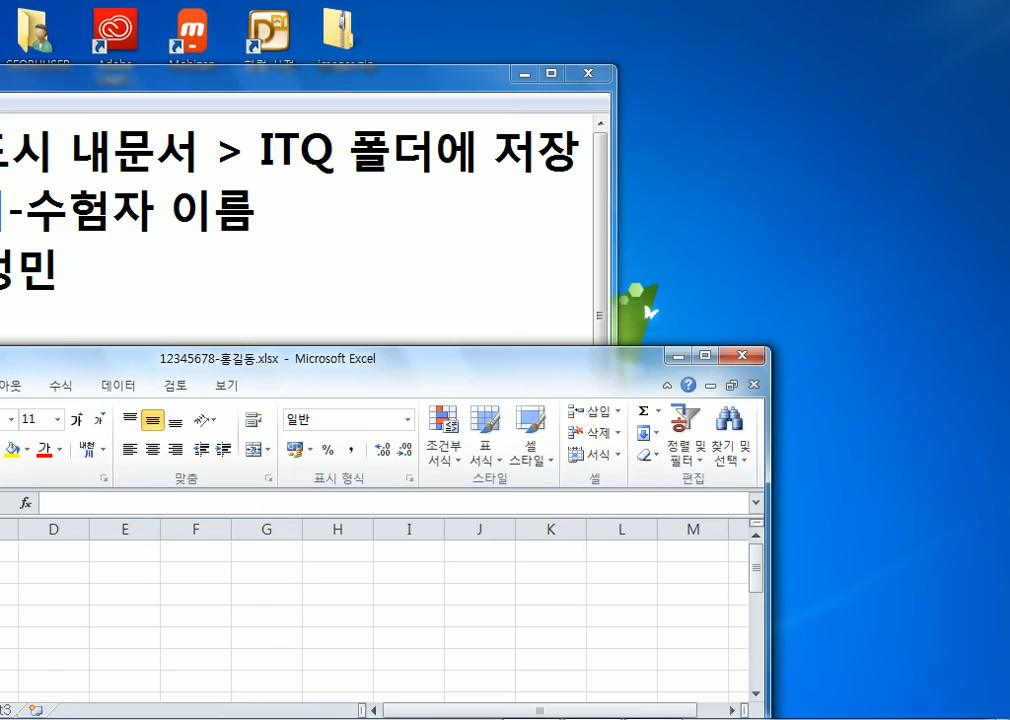 시 내문서 > ITQ 폴더에 저장
-수험자 이름
민
12345678-홍길동.xlsx - Microsoft Excel
수식 데이터 검토 보기
11 가 가 일반 삽입 Σ
조건부 서식 표 서식 셀 스타일 삭제 정렬 및 필터 찾기 및 선택
가 내천 % , 서식
맞춤 표시 형식 스타일 셀 편집
fx
D E F G H I J K L M
t3